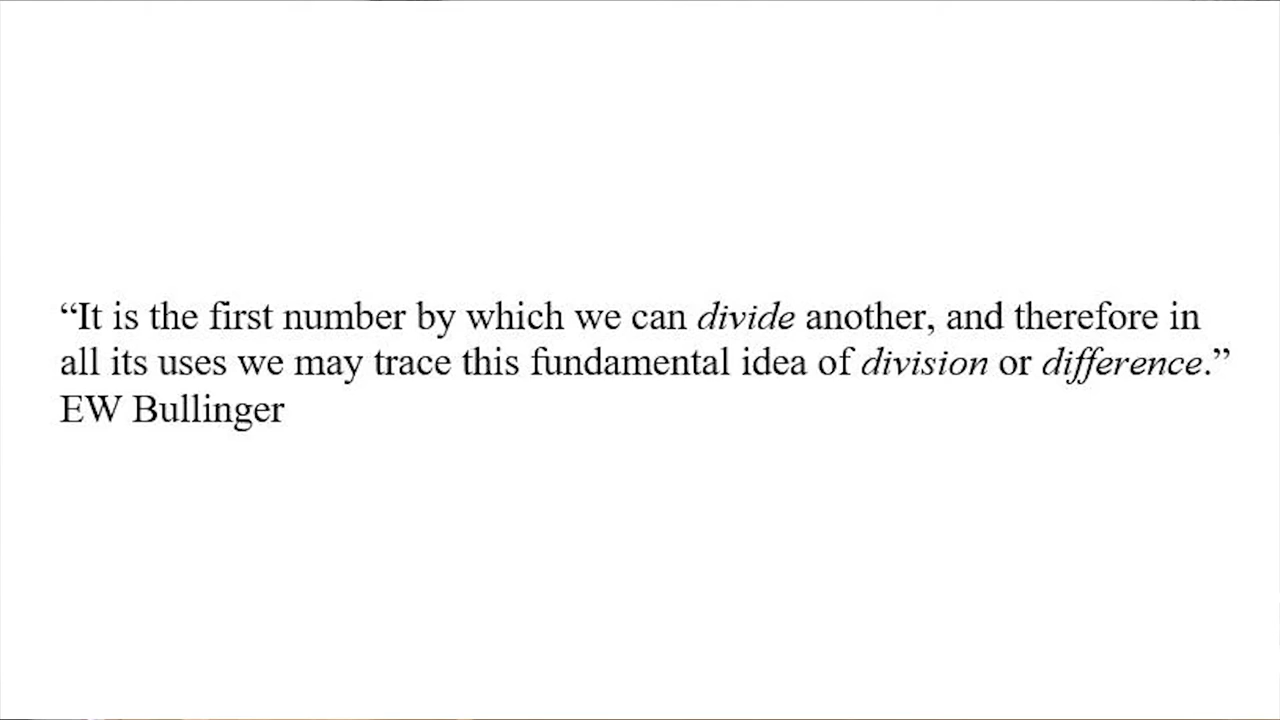 “It is the first number by which we can divide another, and therefore in
all its uses we may trace this fundamental idea of division or difference.”
EW Bullinger